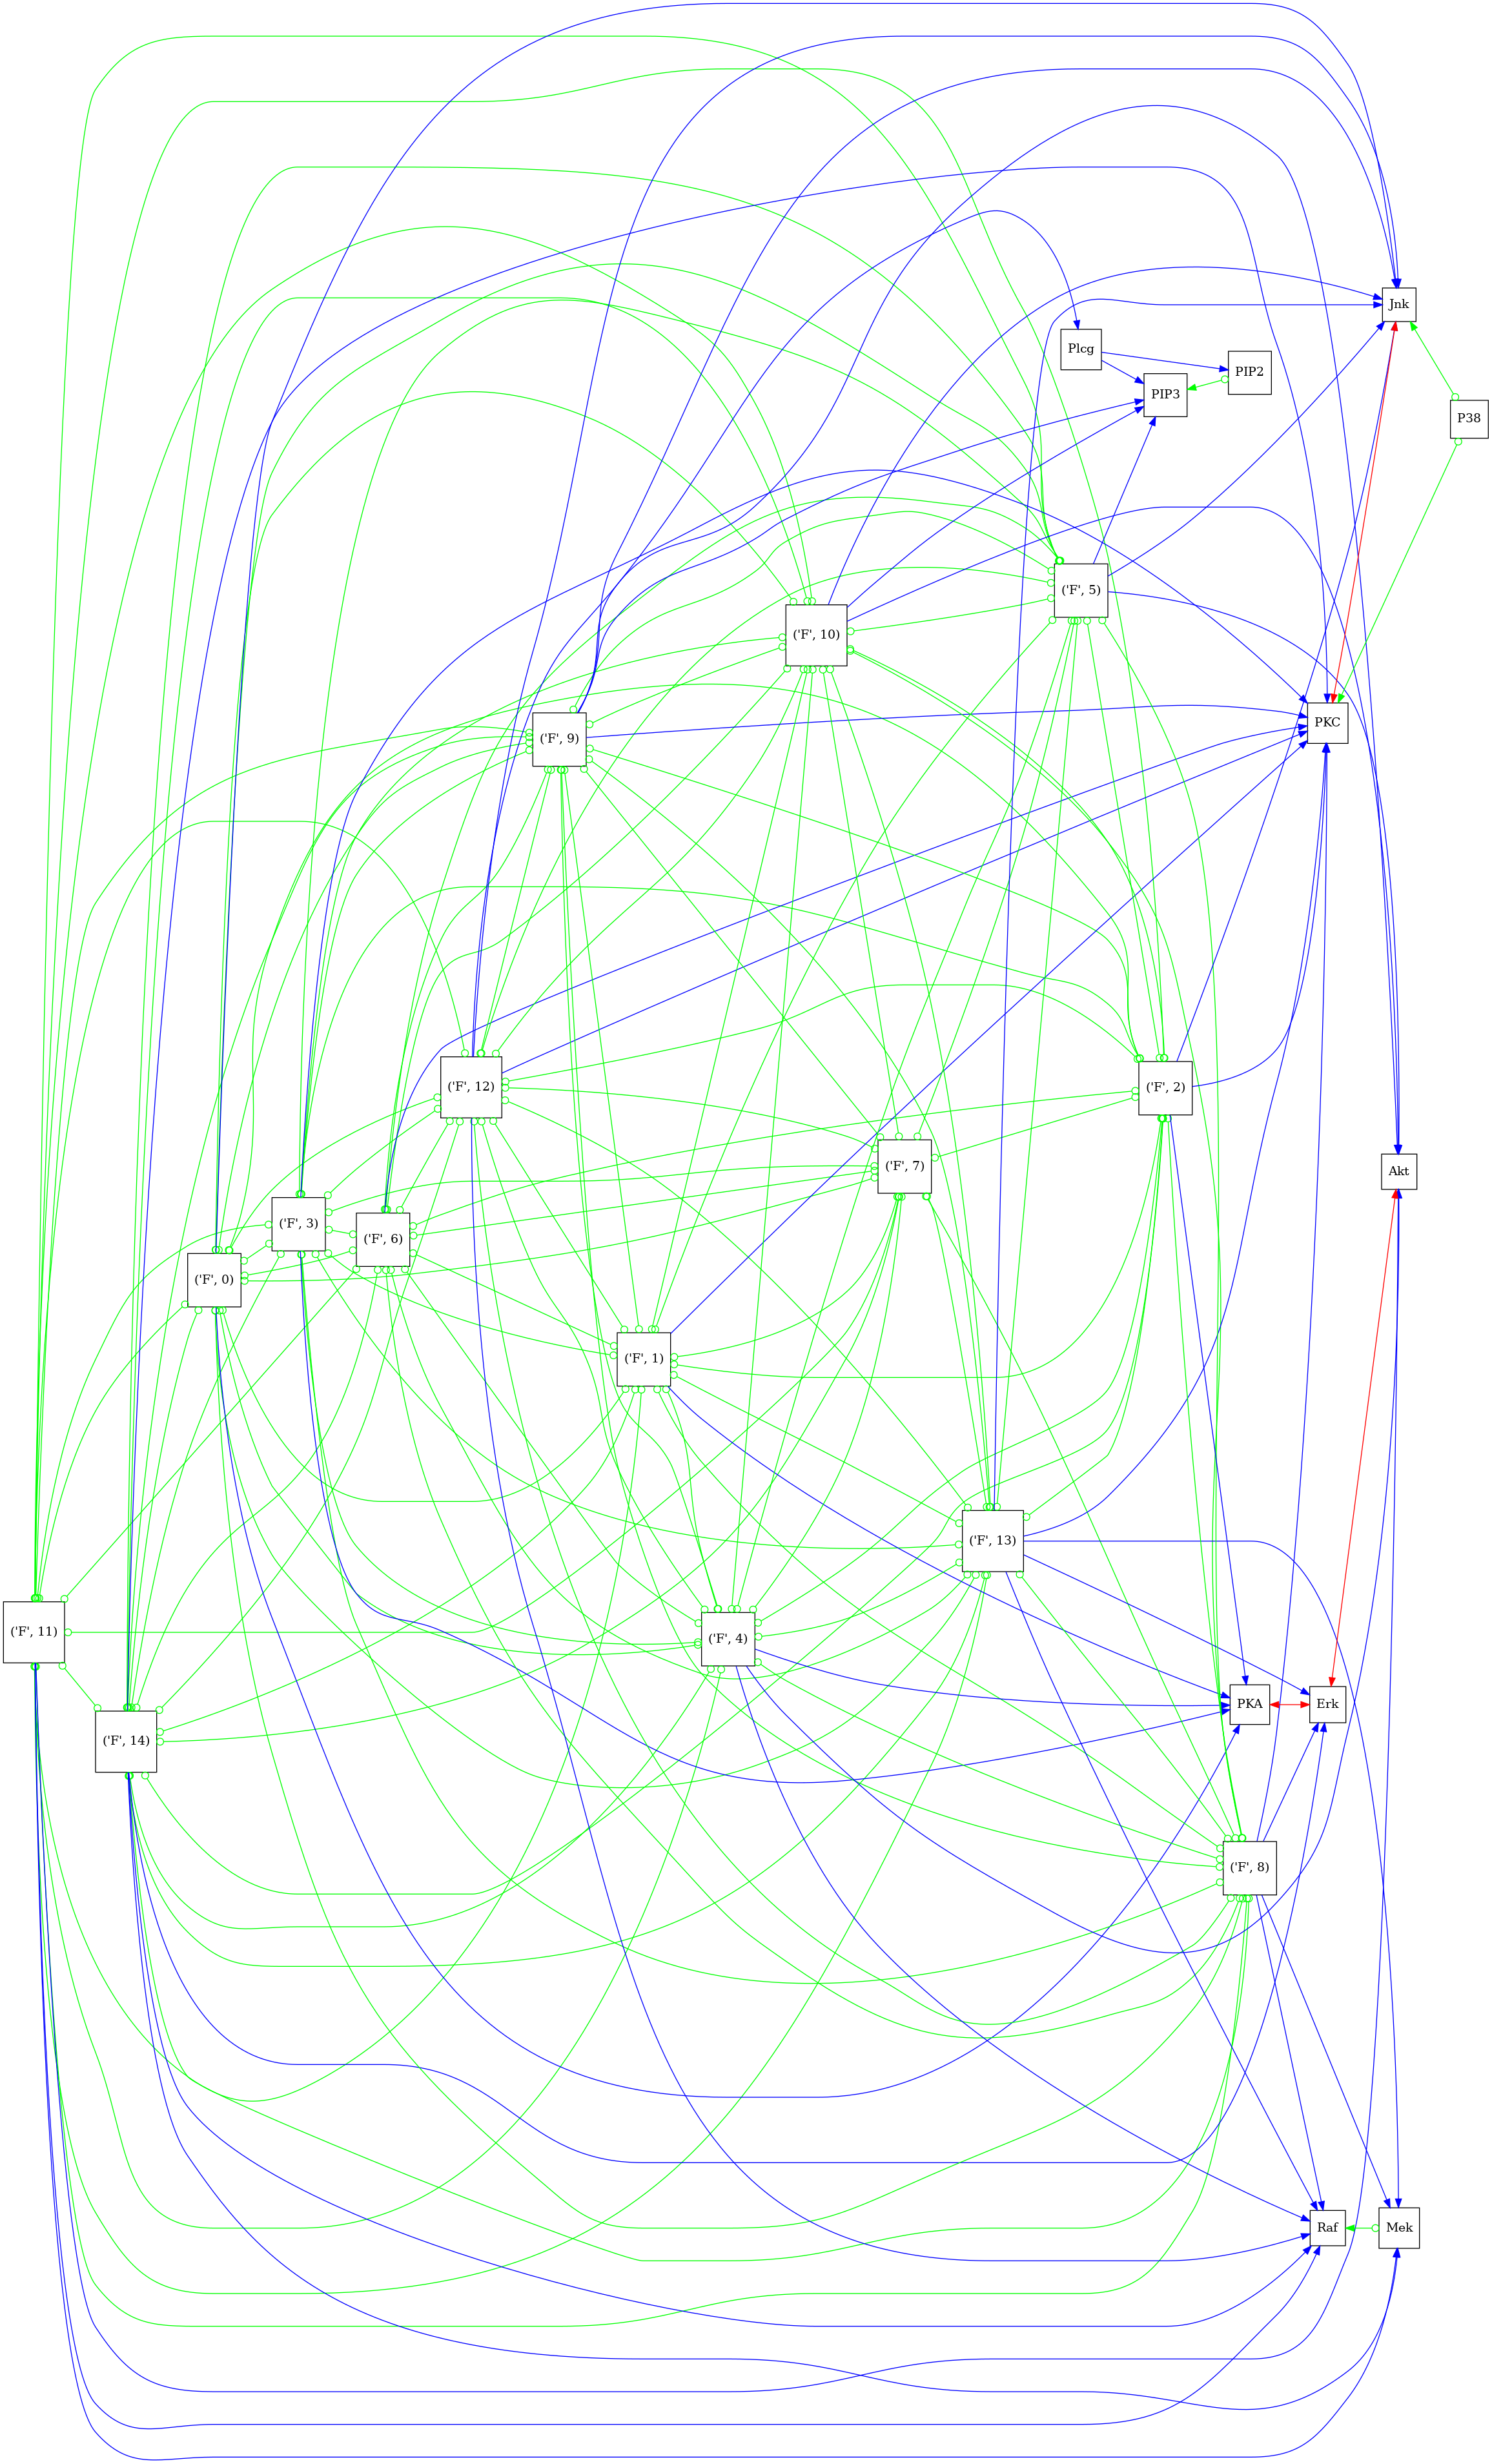 Jnk
Plcg
PIP2
PIP3
P38
('F', 5)
('F', 10)
PKC
('F', 9)
('F', 12)
('F', 2)
('F', 7)
Akt
('F', 3)
('F', 6)
('F', 0)
('F', 1)
('F', 13)
('F', 11)
('F', 4)
PKA
Erk
('F', 14)
('F', 8)
Raf
Mek